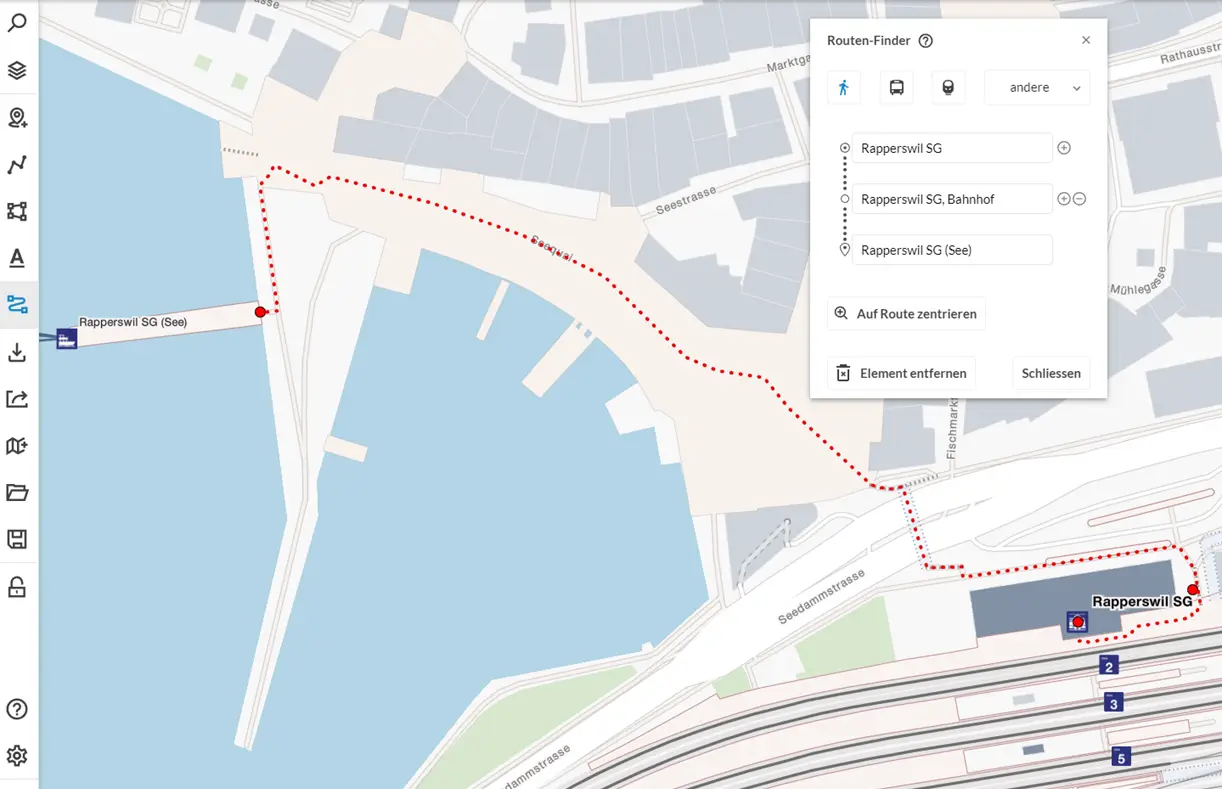 Routen-Finder
andere
Rapperswil SG
Rapperswil SG, Bahnhof
Rapperswil SG (See)
Auf Route zentrieren
Element entfernen
Schliessen
Marktga
Rathausstr
Seestrasse
Seequai
Mühlegasse
Fischmarkt
Rapperswil SG (See)
Seedammstrasse
Rapperswil SG
2
3
5
dammstrasse
A